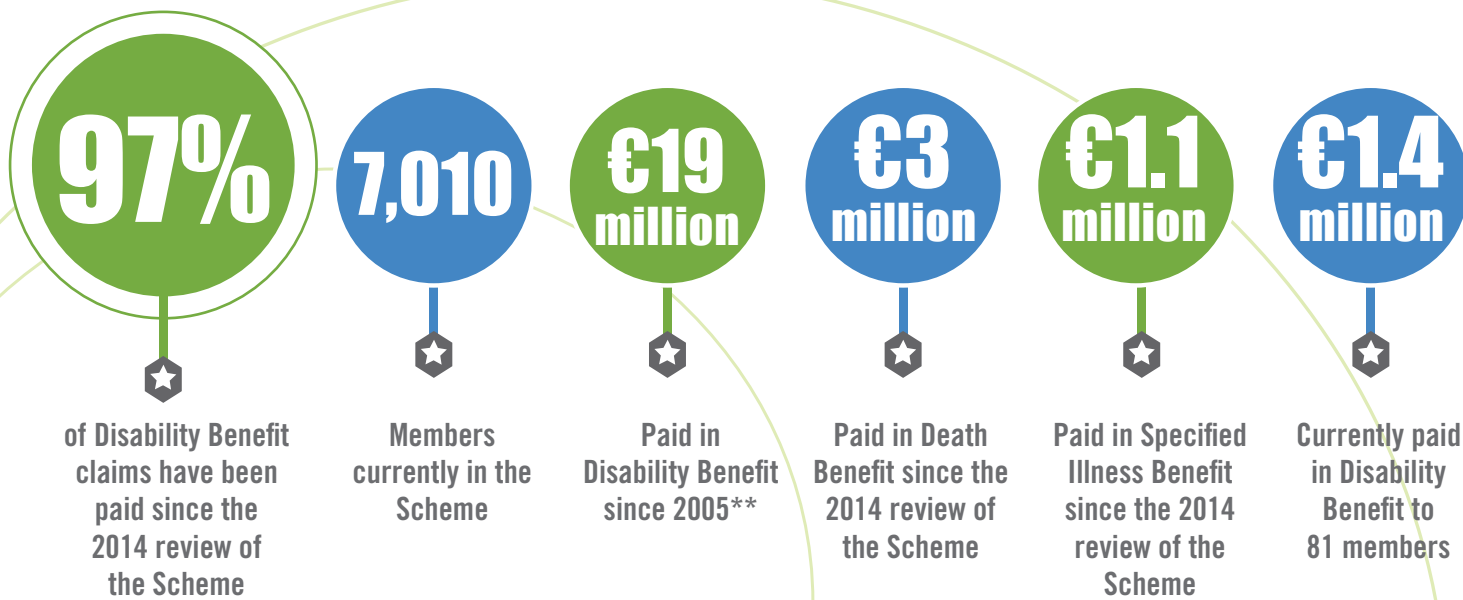 97%
of Disability Benefit
claims have been
paid since the
2014 review of
the Scheme
7,010
Members
currently in the
Scheme
€19
million
Paid in
Disability Benefit
since 2005**
€3
million
Paid in Death
Benefit since the
2014 review of
the Scheme
€1.1
million
Paid in Specified
Illness Benefit
since the 2014
review of the
Scheme
€1.4
million
Currently paid
in Disability
Benefit to
81 members